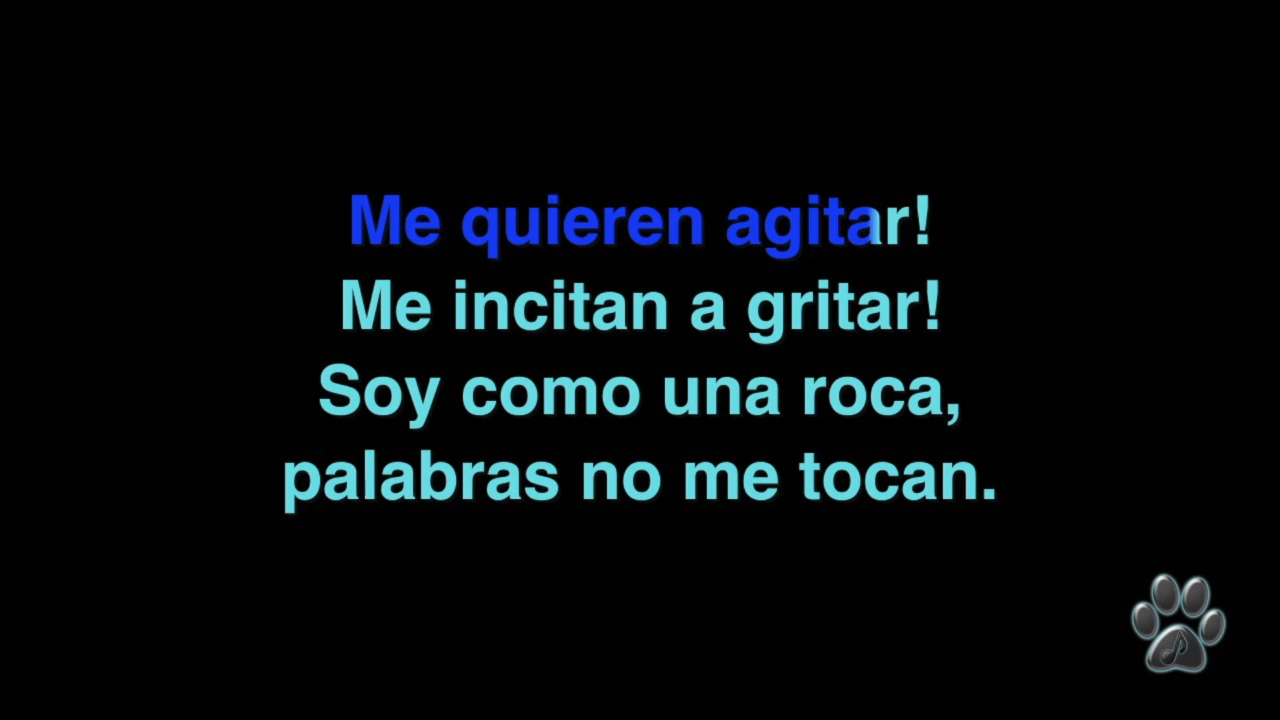 Me quieren agitar!
Me incitan a gritar!
Soy como una roca,
palabras no me tocan.